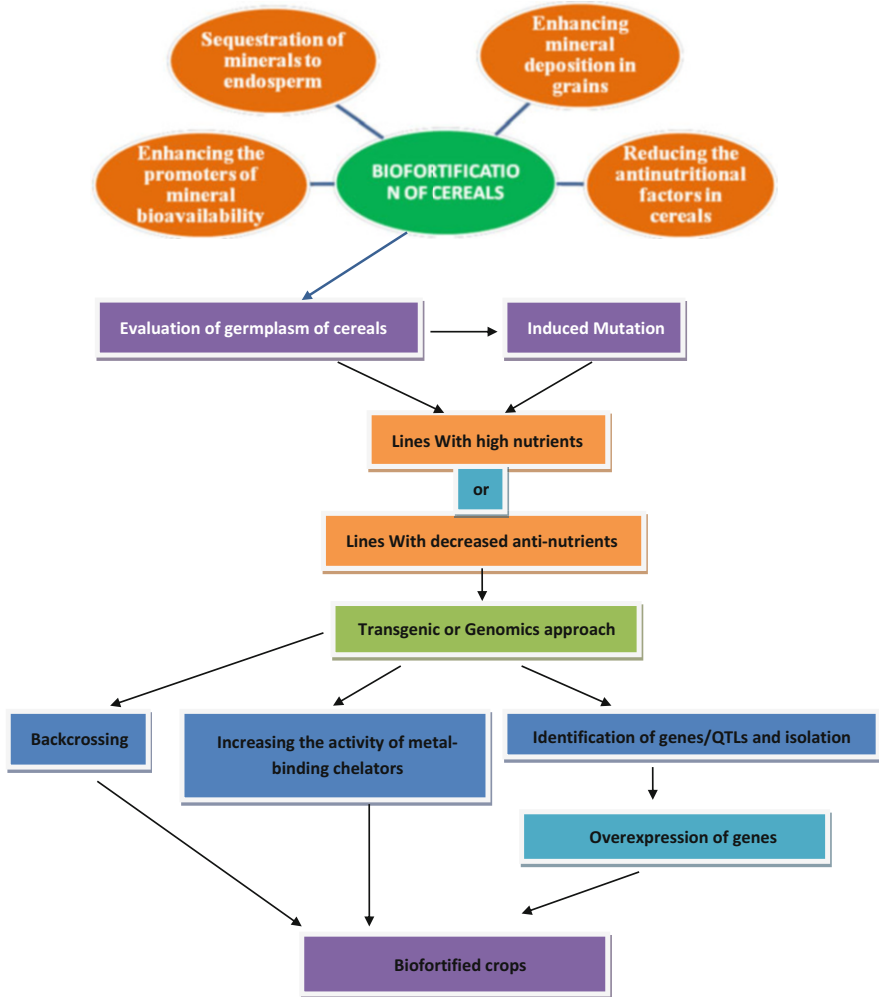 Sequestration of
minerals to
endosperm
Enhancing
mineral
deposition in
grains
Enhancing the
promoters of
mineral
bioavailability
BIOFORTIFICATIO
N OF CEREALS
Reducing the
antinutritional
factors in
cereals
Evaluation of germplasm of cereals
Induced Mutation
Lines With high nutrients
or
Lines With decreased anti-nutrients
Transgenic or Genomics approach
Backcrossing
Increasing the activity of metal-
binding chelators
Identification of genes/QTLs and isolation
Overexpression of genes
Biofortified crops